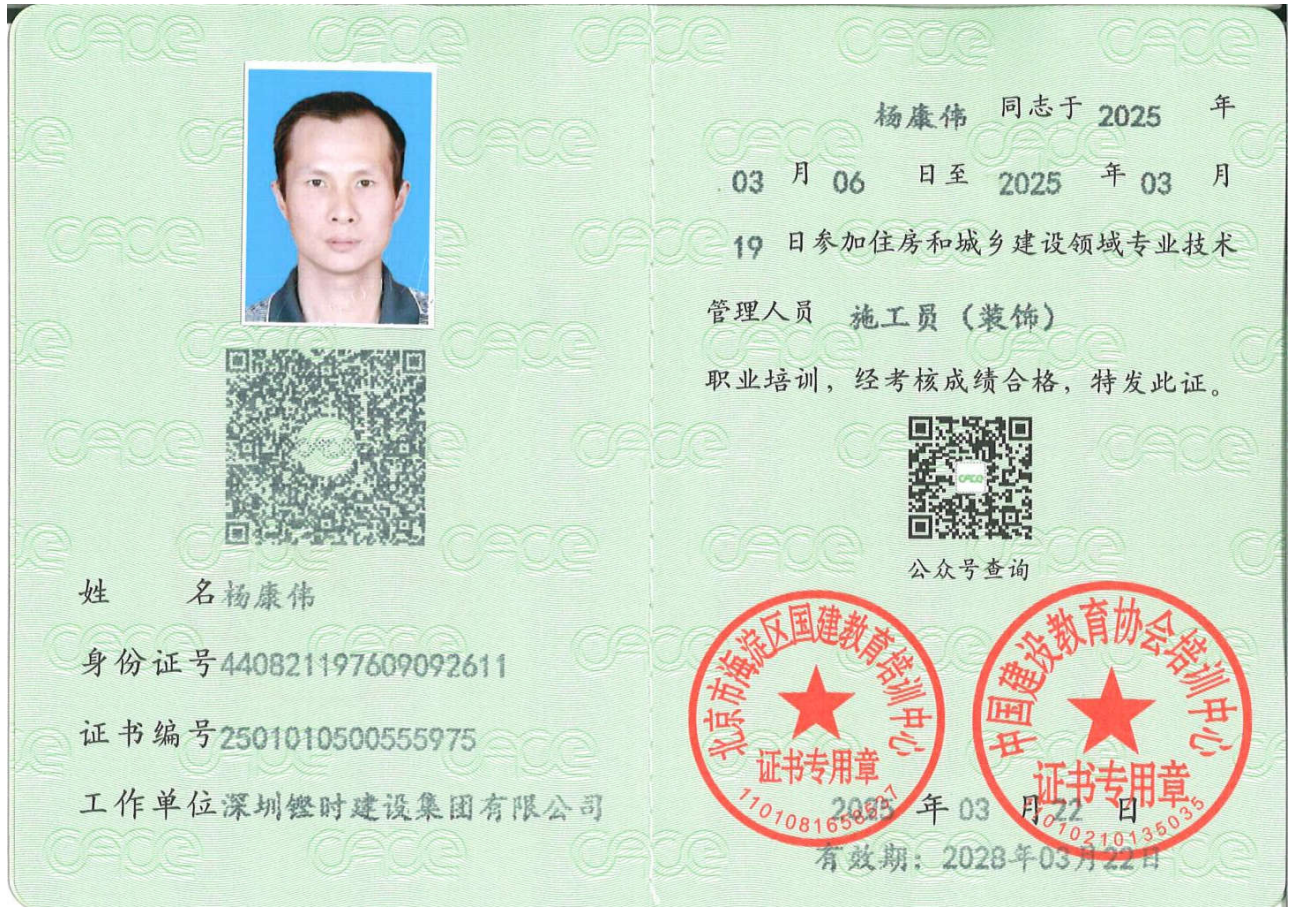 杨康伟 同志于 2025 年
03 月 06 日至 2025 年 03 月
19 日参加住房和城乡建设领域专业技术
管理人员 施工员（装饰）
职业培训，经考核成绩合格，特发此证。
公众号查询
姓 名 杨康伟
身份证号 440821197609092611
证书编号 2501010500555975
工作单位 深圳铿时建设集团有限公司
北京市海淀区国建教育培训中心
证书专用章
中国建设教育协会培训中心
证书专用章
2025 年 03 月 22 日
有效期：2028年03月22日